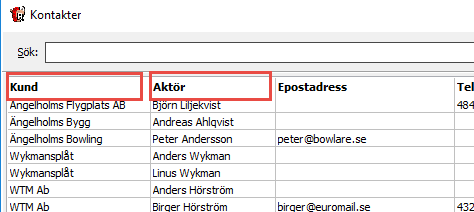 Kontakter
Sök:
Kund Aktör Epostadress Tel
Ängelholms Flygplats AB Björn Liljekvist 484
Ängelholms Bygg Andreas Ahlqvist
Ängelholms Bowling Peter Andersson peter@bowlare.se
Wykmansplåt Anders Wykman
Wykmansplåt Linus Wykman
WTM Ab Anders Hörström
WTM Ab Birger Hörström birger@euromail.se 432